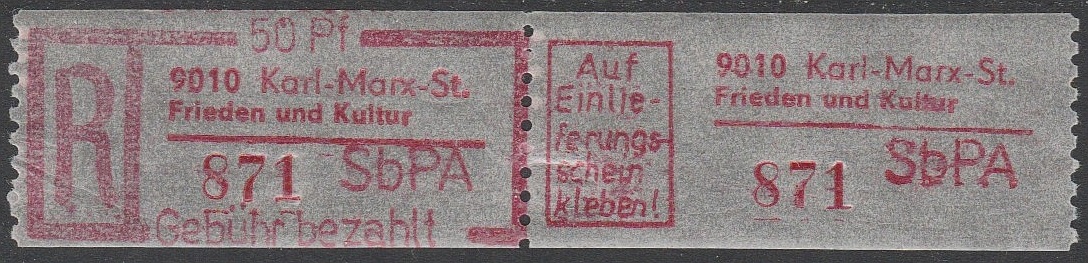 50 Pf
R
9010 Karl-Marx-St.
Frieden und Kultur
871 SbPA
Gebühr bezahlt
Auf
Einlie-
ferungs-
schein
kleben!
9010 Karl-Marx-St.
Frieden und Kultur
871 SbPA